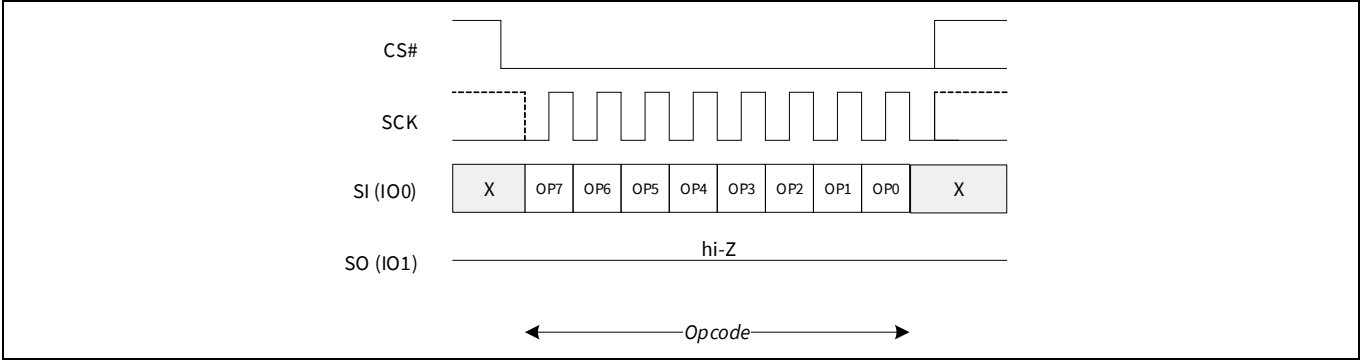 CS#
SCK
SI (IO0) X OP7 OP6 OP5 OP4 OP3 OP2 OP1 OP0 X
hi-Z
SO (IO1)
Opcode